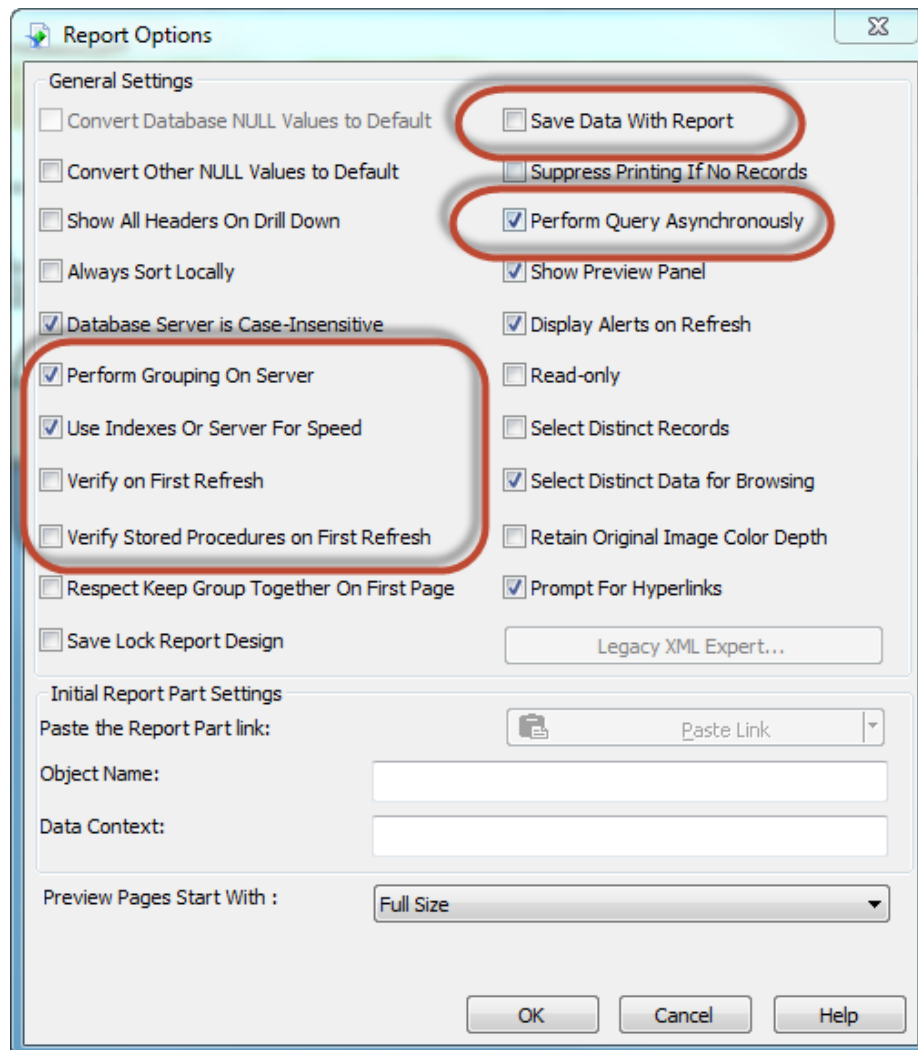 Report Options
General Settings
Convert Database NULL Values to Default
Save Data With Report
Convert Other NULL Values to Default
Suppress Printing If No Records
Show All Headers On Drill Down
Perform Query Asynchronously
Always Sort Locally
Show Preview Panel
Database Server is Case-Insensitive
Display Alerts on Refresh
Perform Grouping On Server
Read-only
Use Indexes Or Server For Speed
Select Distinct Records
Verify on First Refresh
Select Distinct Data for Browsing
Verify Stored Procedures on First Refresh
Retain Original Image Color Depth
Respect Keep Group Together On First Page
Prompt For Hyperlinks
Save Lock Report Design
Legacy XML Expert...
Initial Report Part Settings
Paste the Report Part link:
Paste Link
Object Name:
Data Context:
Preview Pages Start With :
Full Size
OK
Cancel
Help